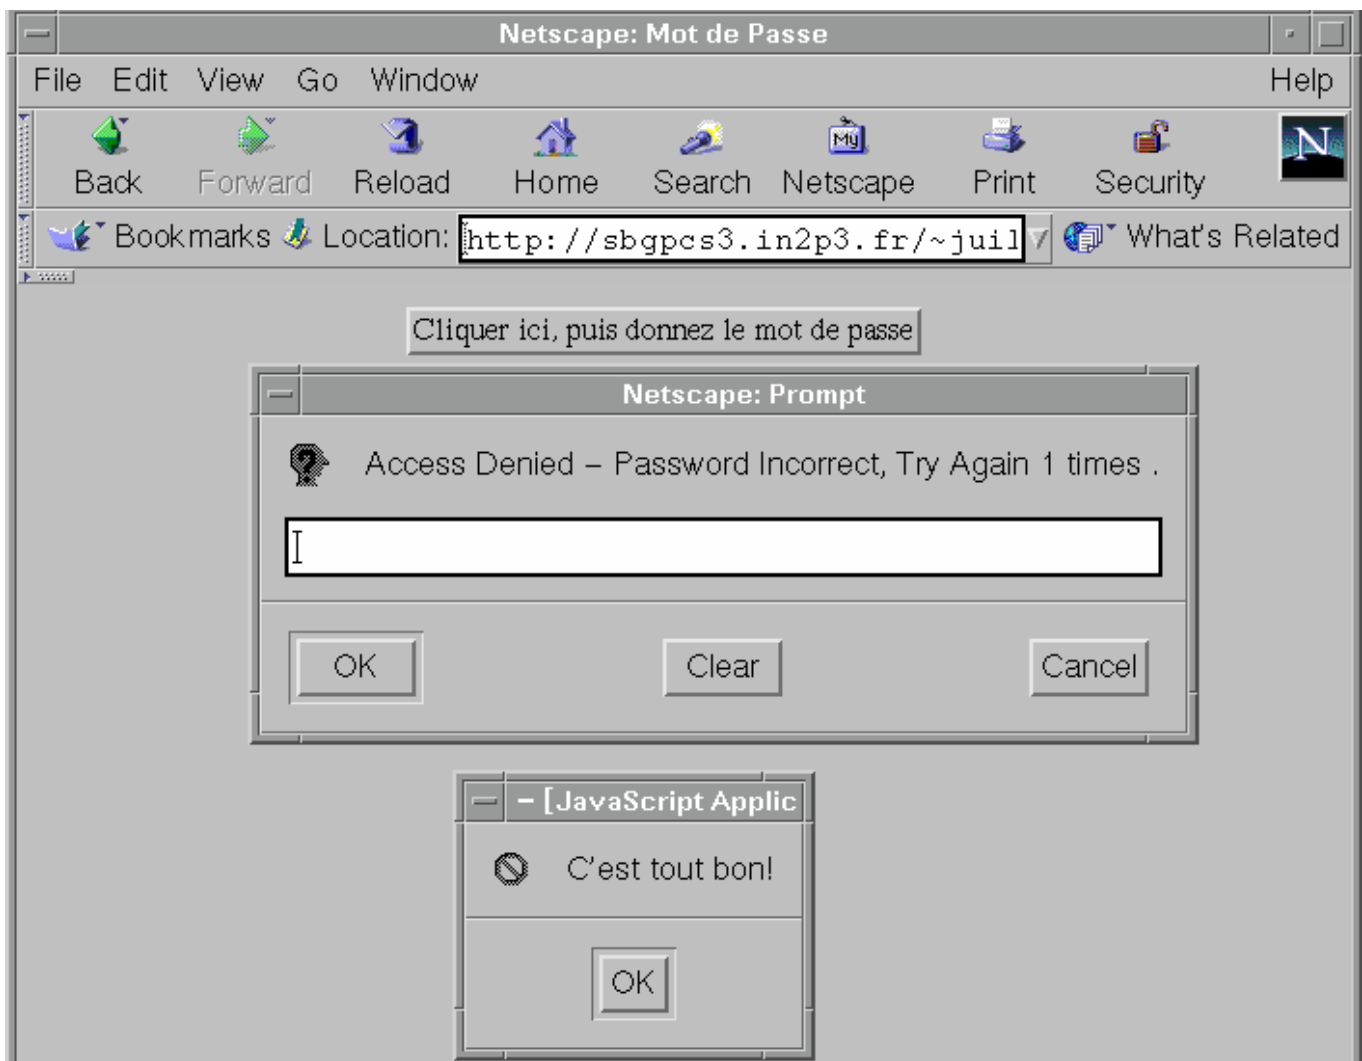 Netscape: Mot de Passe
File Edit View Go Window Help
My N
Back Forward Reload Home Search Netscape Print Security
Bookmarks Location: http://sbgpcs3.in2p3.fr/~juil What's Related
Cliquer ici, puis donnez le mot de passe
Netscape: Prompt
Access Denied – Password Incorrect, Try Again 1 times .
OK Clear Cancel
– [JavaScript Applic
C'est tout bon!
OK